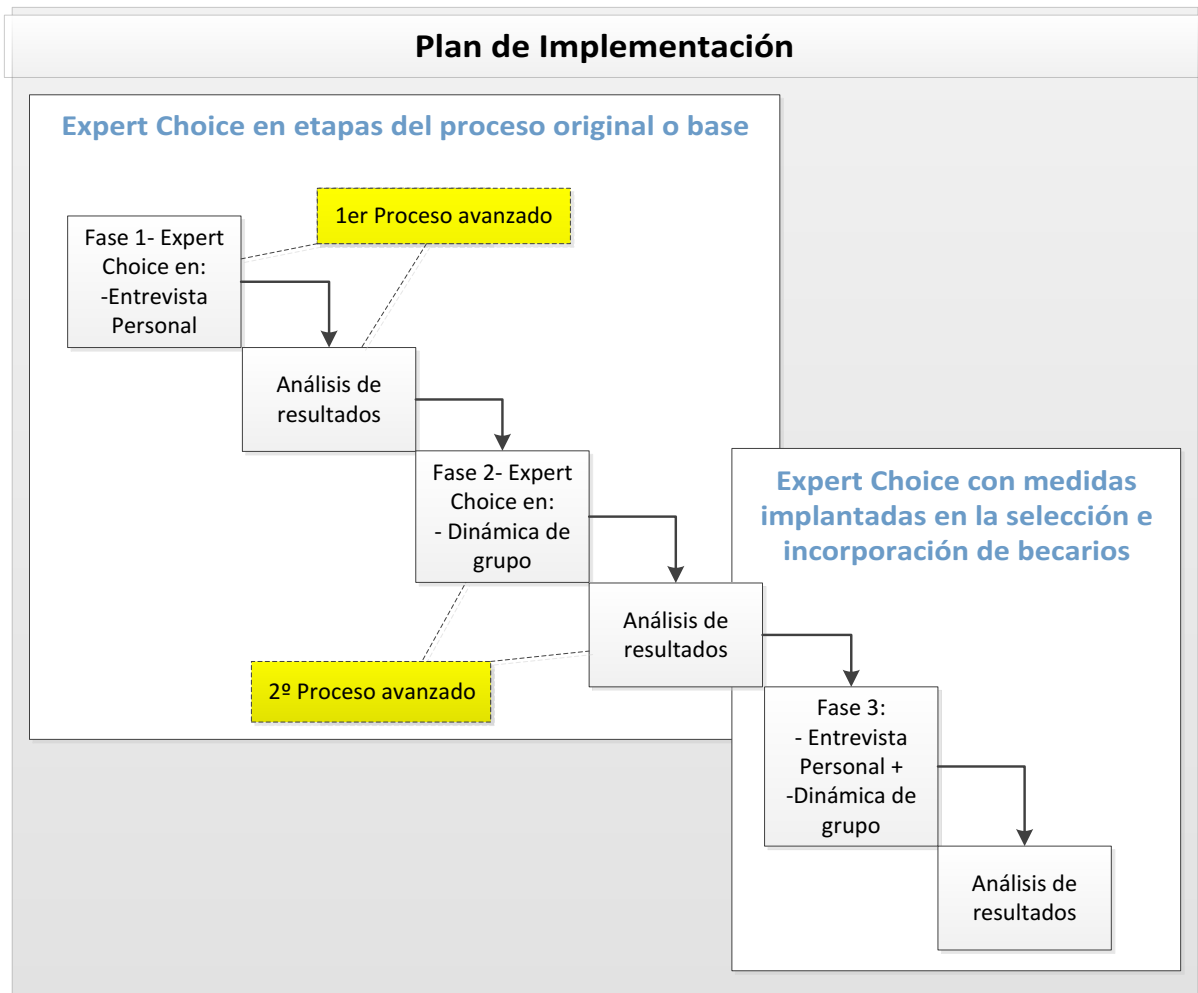 Plan de Implementación
Expert Choice en etapas del proceso original o base
1er Proceso avanzado
Fase 1- Expert
Choice en:
-Entrevista
Personal
Análisis de
resultados
Fase 2- Expert
Choice en:
- Dinámica de
grupo
2º Proceso avanzado
Análisis de
resultados
Expert Choice con medidas
implantadas en la selección e
incorporación de becarios
Fase 3:
- Entrevista
Personal +
-Dinámica de
grupo
Análisis de
resultados